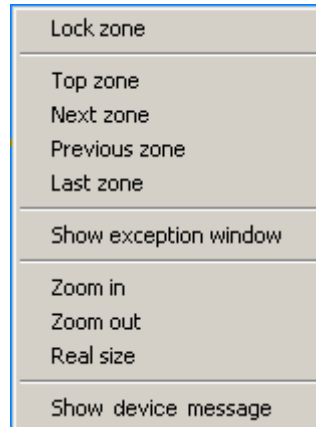 Lock zone
Top zone
Next zone
Previous zone
Last zone
Show exception window
Zoom in
Zoom out
Real size
Show device message